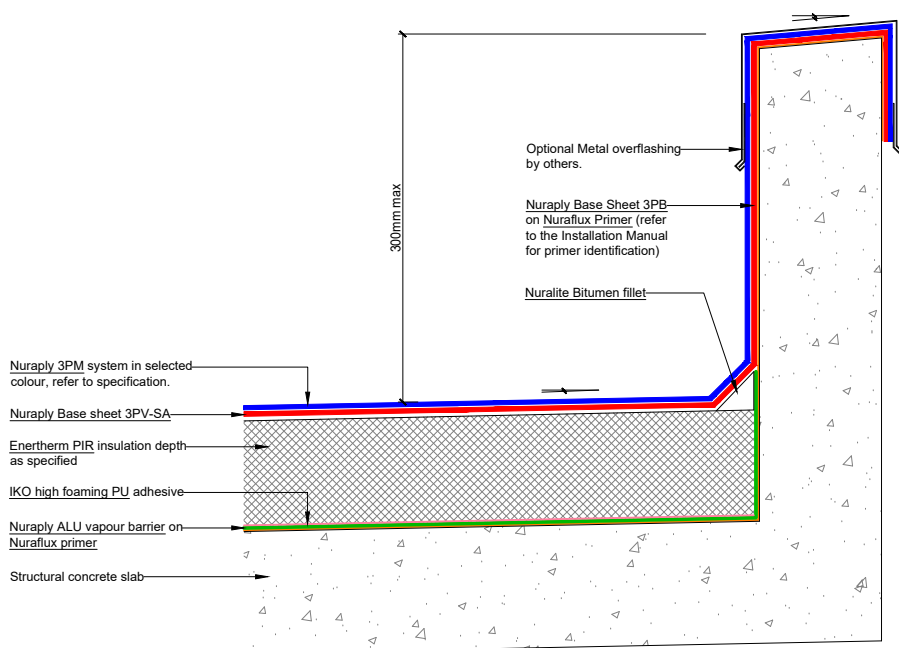 Optional Metal overflashing
by others.
300mm max
Nuraply Base Sheet 3PB
on Nuraflux Primer (refer
to the Installation Manual
for primer identification)
Nuralite Bitumen fillet
Nuraply 3PM system in selected
colour, refer to specification.
Nuraply Base sheet 3PV-SA
Enertherm PIR insulation depth
as specified
IKO high foaming PU adhesive
Nuraply ALU vapour barrier on
Nuraflux primer
Structural concrete slab